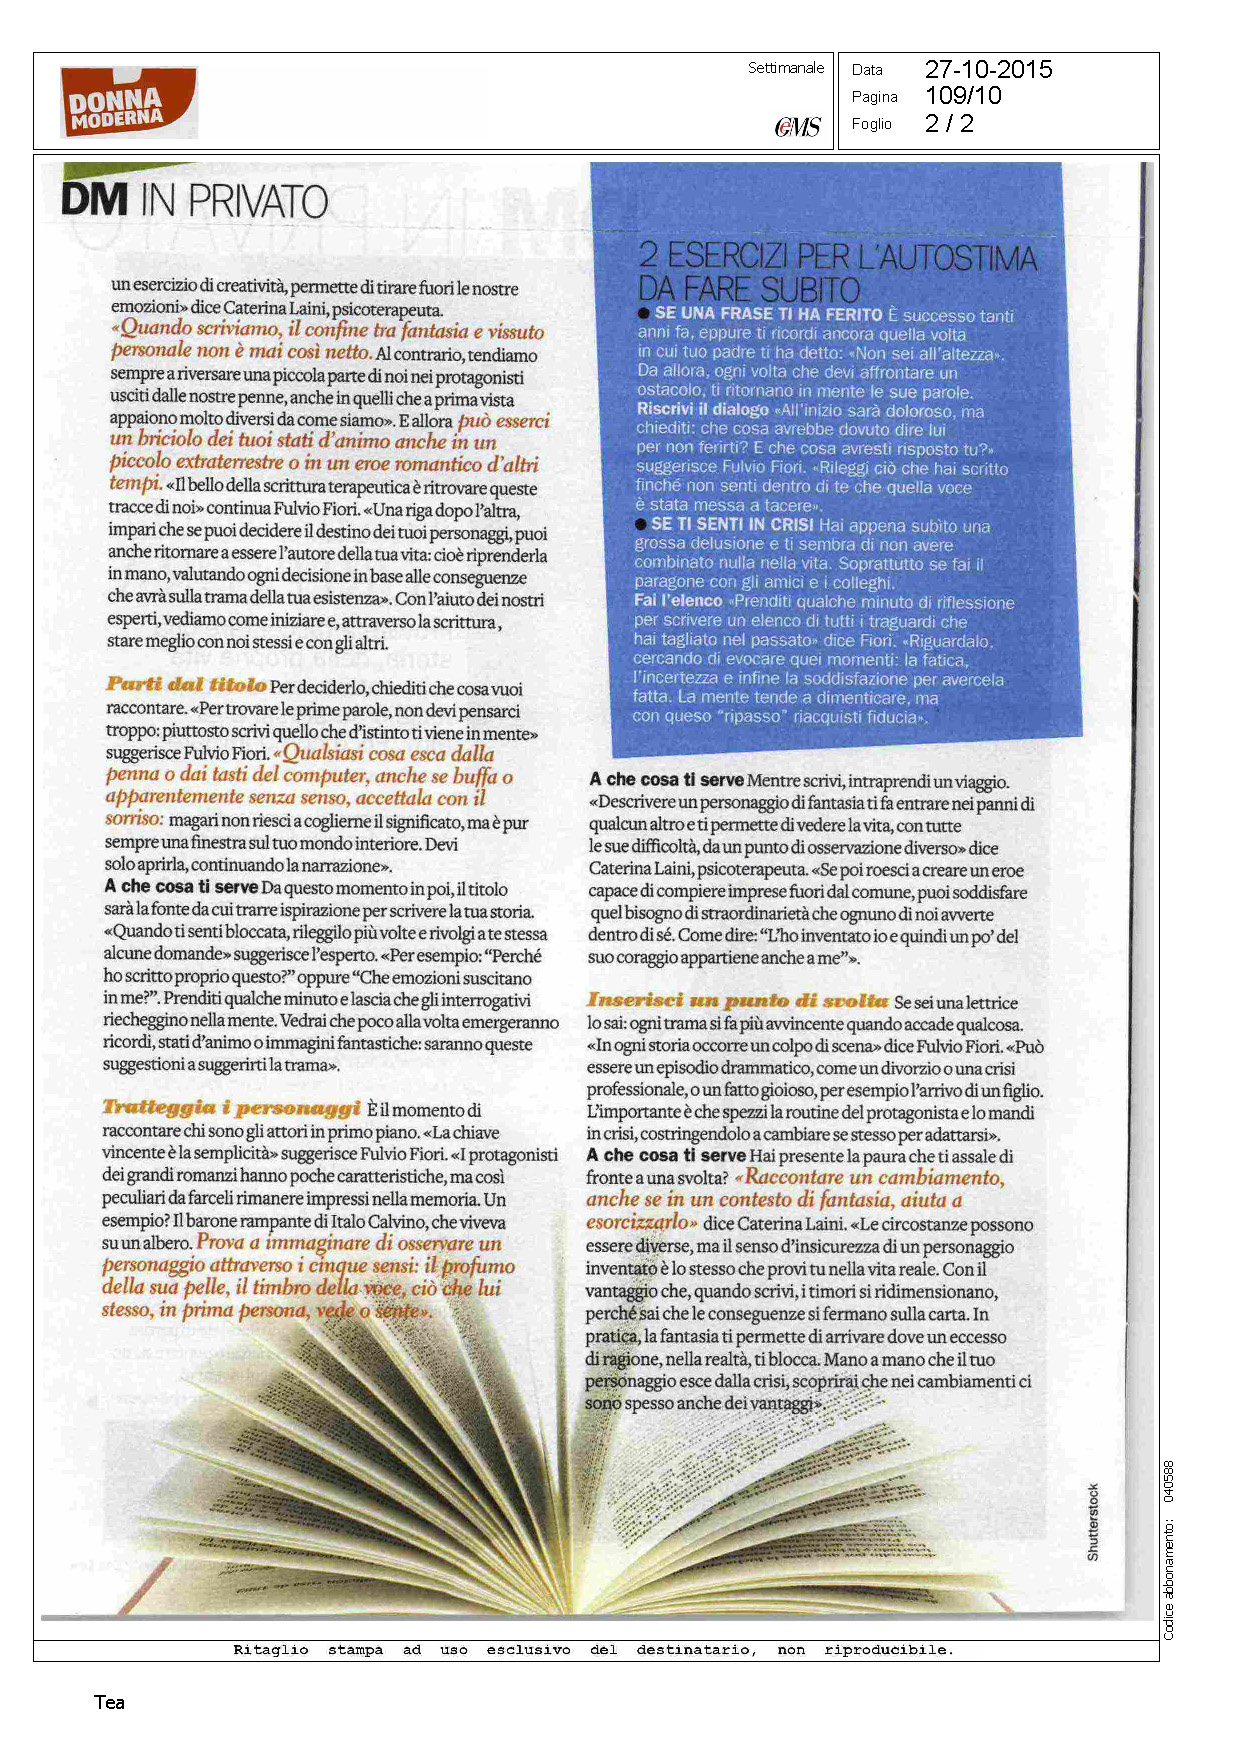 DONNA
MODERNA
Settimanale
Data 27-10-2015
Pagina 109/10
Foglio 2 / 2
DM IN PRIVATO
un esercizio di creatività, permette di tirare fuori le nostre
emozioni» dice Caterina Laini, psicoterapeuta.
«Quando scriviamo, il confine tra fantasia e vissuto
personale non è mai così netto. Al contrario, tendiamo
sempre a riversare una piccola parte di noi nei protagonisti
usciti dalle nostre penne, anche in quelli che a prima vista
appaiono molto diversi da come siamo». E allora può esserci
un briciolo dei tuoi stati d'animo anche in un
piccolo extraterrestre o in un eroe romantico d'altri
tempi. «Il bello della scrittura terapeutica è ritrovare queste
tracce di noi» continua Fulvio Fiori. «Una riga dopo l'altra,
impari che se puoi decidere il destino dei tuoi personaggi, puoi
anche ritornare a essere l'autore della tua vita: cioè riprenderla
in mano, valutando ogni decisione in base alle conseguenze
che avrà sulla trama della tua esistenza». Con l'aiuto dei nostri
esperti, vediamo come iniziare e, attraverso la scrittura,
stare meglio con noi stessi e con gli altri.
Parti dal titolo Per deciderlo, chiediti che cosa vuoi
raccontare. «Per trovare le prime parole, non devi pensarci
troppo: piuttosto scrivi quello che d'istinto ti viene in mente»
suggerisce Fulvio Fiori. «Qualsiasi cosa esca dalla
penna o dai tasti del computer, anche se buffa o
apparentemente senza senso, accettala con il
sorriso: magari non riesci a coglierne il significato, ma è pur
sempre una finestra sul tuo mondo interiore. Devi
solo aprirla, continuando la narrazione».
A che cosa ti serve Da questo momento in poi, il titolo
sarà la fonte da cui trarre ispirazione per scrivere la tua storia.
«Quando ti senti bloccata, rileggilo più volte e rivolgi a te stessa
alcune domande» suggerisce l'esperto. «Per esempio: "Perché
ho scritto proprio questo?" oppure "Che emozioni suscitano
in me?". Prenditi qualche minuto e lascia che gli interrogativi
riecheggino nella mente. Vedrai che poco alla volta emergeranno
ricordi, stati d'animo o immagini fantastiche: saranno queste
suggestioni a suggerirti la trama».
Tratteggia i personaggi È il momento di
raccontare chi sono gli attori in primo piano. «La chiave
vincente è la semplicità» suggerisce Fulvio Fiori. «I protagonisti
dei grandi romanzi hanno poche caratteristiche, ma così
peculiari da farceli rimanere impressi nella memoria. Un
esempio? Il barone rampante di Italo Calvino, che viveva
su un albero. Prova a immaginare di osservare un
personaggio attraverso i cinque sensi: il profumo
della sua pelle, il timbro della voce, ciò che lui
stesso, in prima persona, vede o sente».
2 ESERCIZI PER L'AUTOSTIMA
DA FARE SUBITO
● SE UNA FRASE TI HA FERITO È successo tanti
anni fa, eppure ti ricordi ancora quella volta
in cui tuo padre ti ha detto: «Non sei all'altezza».
Da allora, ogni volta che devi affrontare un
ostacolo, ti ritornano in mente le sue parole.
Riscrivi il dialogo «All'inizio sarà doloroso, ma
chiediti: che cosa avrebbe dovuto dire lui
per non ferirti? E che cosa avresti risposto tu?»
suggerisce Fulvio Fiori. «Rileggi ciò che hai scritto
finché non senti dentro di te che quella voce
è stata messa a tacere».
● SE TI SENTI IN CRISI Hai appena subìto una
grossa delusione e ti sembra di non avere
combinato nulla nella vita. Soprattutto se fai il
paragone con gli amici e i colleghi.
Fai l'elenco «Prenditi qualche minuto di riflessione
per scrivere un elenco di tutti i traguardi che
hai tagliato nel passato» dice Fiori. «Riguardalo,
cercando di evocare quei momenti: la fatica,
l'incertezza e infine la soddisfazione per avercela
fatta. La mente tende a dimenticare, ma
con queso "ripasso" riacquisti fiducia».
A che cosa ti serve Mentre scrivi, intraprendi un viaggio.
«Descrivere un personaggio di fantasia ti fa entrare nei panni di
qualcun altro e ti permette di vedere la vita, con tutte
le sue difficoltà, da un punto di osservazione diverso» dice
Caterina Laini, psicoterapeuta. «Se poi roesci a creare un eroe
capace di compiere imprese fuori dal comune, puoi soddisfare
quel bisogno di straordinarietà che ognuno di noi avverte
dentro di sé. Come dire: "L'ho inventato io e quindi un po' del
suo coraggio appartiene anche a me"».
Inserisci un punto di svolta Se sei una lettrice
lo sai: ogni trama si fa più avvincente quando accade qualcosa.
«In ogni storia occorre un colpo di scena» dice Fulvio Fiori. «Può
essere un episodio drammatico, come un divorzio o una crisi
professionale, o un fatto gioioso, per esempio l'arrivo di un figlio.
L'importante è che spezzi la routine del protagonista e lo mandi
in crisi, costringendolo a cambiare se stesso per adattarsi».
A che cosa ti serve Hai presente la paura che ti assale di
fronte a una svolta? «Raccontare un cambiamento,
anche se in un contesto di fantasia, aiuta a
esorcizzarlo» dice Caterina Laini. «Le circostanze possono
essere diverse, ma il senso d'insicurezza di un personaggio
inventato è lo stesso che provi tu nella vita reale. Con il
vantaggio che, quando scrivi, i timori si ridimensionano,
perché sai che le conseguenze si fermano sulla carta. In
pratica, la fantasia ti permette di arrivare dove un eccesso
di ragione, nella realtà, ti blocca. Mano a mano che il tuo
personaggio esce dalla crisi, scoprirai che nei cambiamenti ci
sono spesso anche dei vantaggi».
Shutterstock
Codice abbonamento: 040588
Ritaglio stampa ad uso esclusivo del destinatario, non riproducibile.
Tea